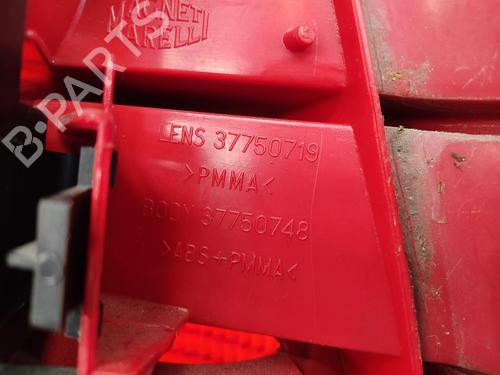 MAGNETI
MARELLI
B-Parts
LENS 37750719
>PMMA<
BODY 37750748
>ABS+PMMA<